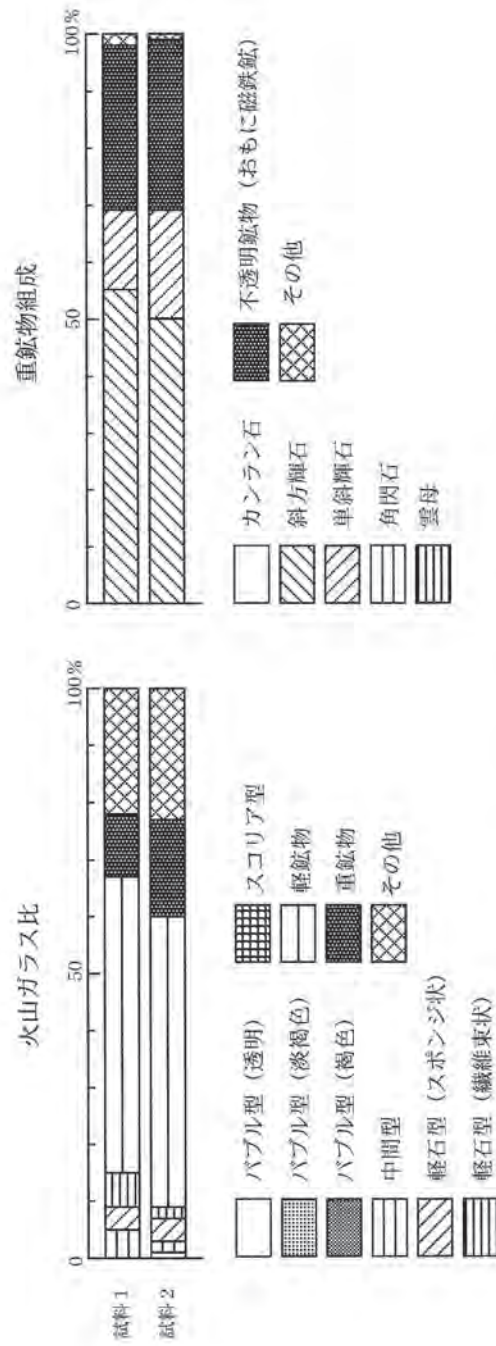 火山ガラス比
0 50 100%
試料1
試料2
バブル型（透明）
バブル型（淡褐色）
バブル型（褐色）
中間型
軽石型（スポンジ状）
軽石型（繊維束状）
スコリア型
軽鉱物
重鉱物
その他
重鉱物組成
0 50 100%
カンラン石
斜方輝石
単斜輝石
角閃石
雲母
不透明鉱物（おもに磁鉄鉱）
その他